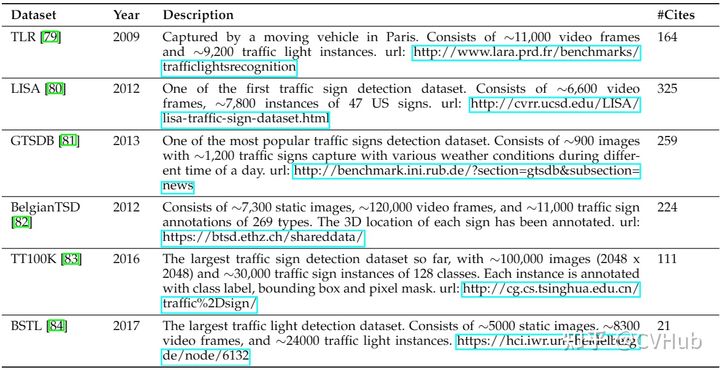 Dataset Year Description #Cites
TLR [79] 2009 Captured by a moving vehicle in Paris. Consists of ∼11,000 video frames 164
and ∼9,200 traffic light instances. url: http://www.lara.prd.fr/benchmarks/
trafficlightsrecognition
LISA [80] 2012 One of the first traffic sign detection dataset. Consists of ∼6,600 video 325
frames, ∼7,800 instances of 47 US signs. url: http://cvrr.ucsd.edu/LISA/
lisa-traffic-sign-dataset.html
GTSDB [81] 2013 One of the most popular traffic signs detection dataset. Consists of ∼900 images 259
with ∼1,200 traffic signs capture with various weather conditions during differ-
ent time of a day. url: http://benchmark.ini.rub.de/?section=gtsdb&subsection=
news
BelgianTSD 2012 Consists of ∼7,300 static images, ∼120,000 video frames, and ∼11,000 traffic sign 224
[82] annotations of 269 types. The 3D location of each sign has been annotated. url:
https://btsd.ethz.ch/shareddata/
TT100K [83] 2016 The largest traffic sign detection dataset so far, with ∼100,000 images (2048 x 111
2048) and ∼30,000 traffic sign instances of 128 classes. Each instance is annotated
with class label, bounding box and pixel mask. url: http://cg.cs.tsinghua.edu.cn/
traffic%2Dsign/
BSTL [84] 2017 The largest traffic light detection dataset. Consists of ∼5000 static images, ∼8300 21
video frames, and ∼24000 traffic light instances. https://hci.iwr.uni-heidelberg.
de/node/6132
知乎 @CVHub